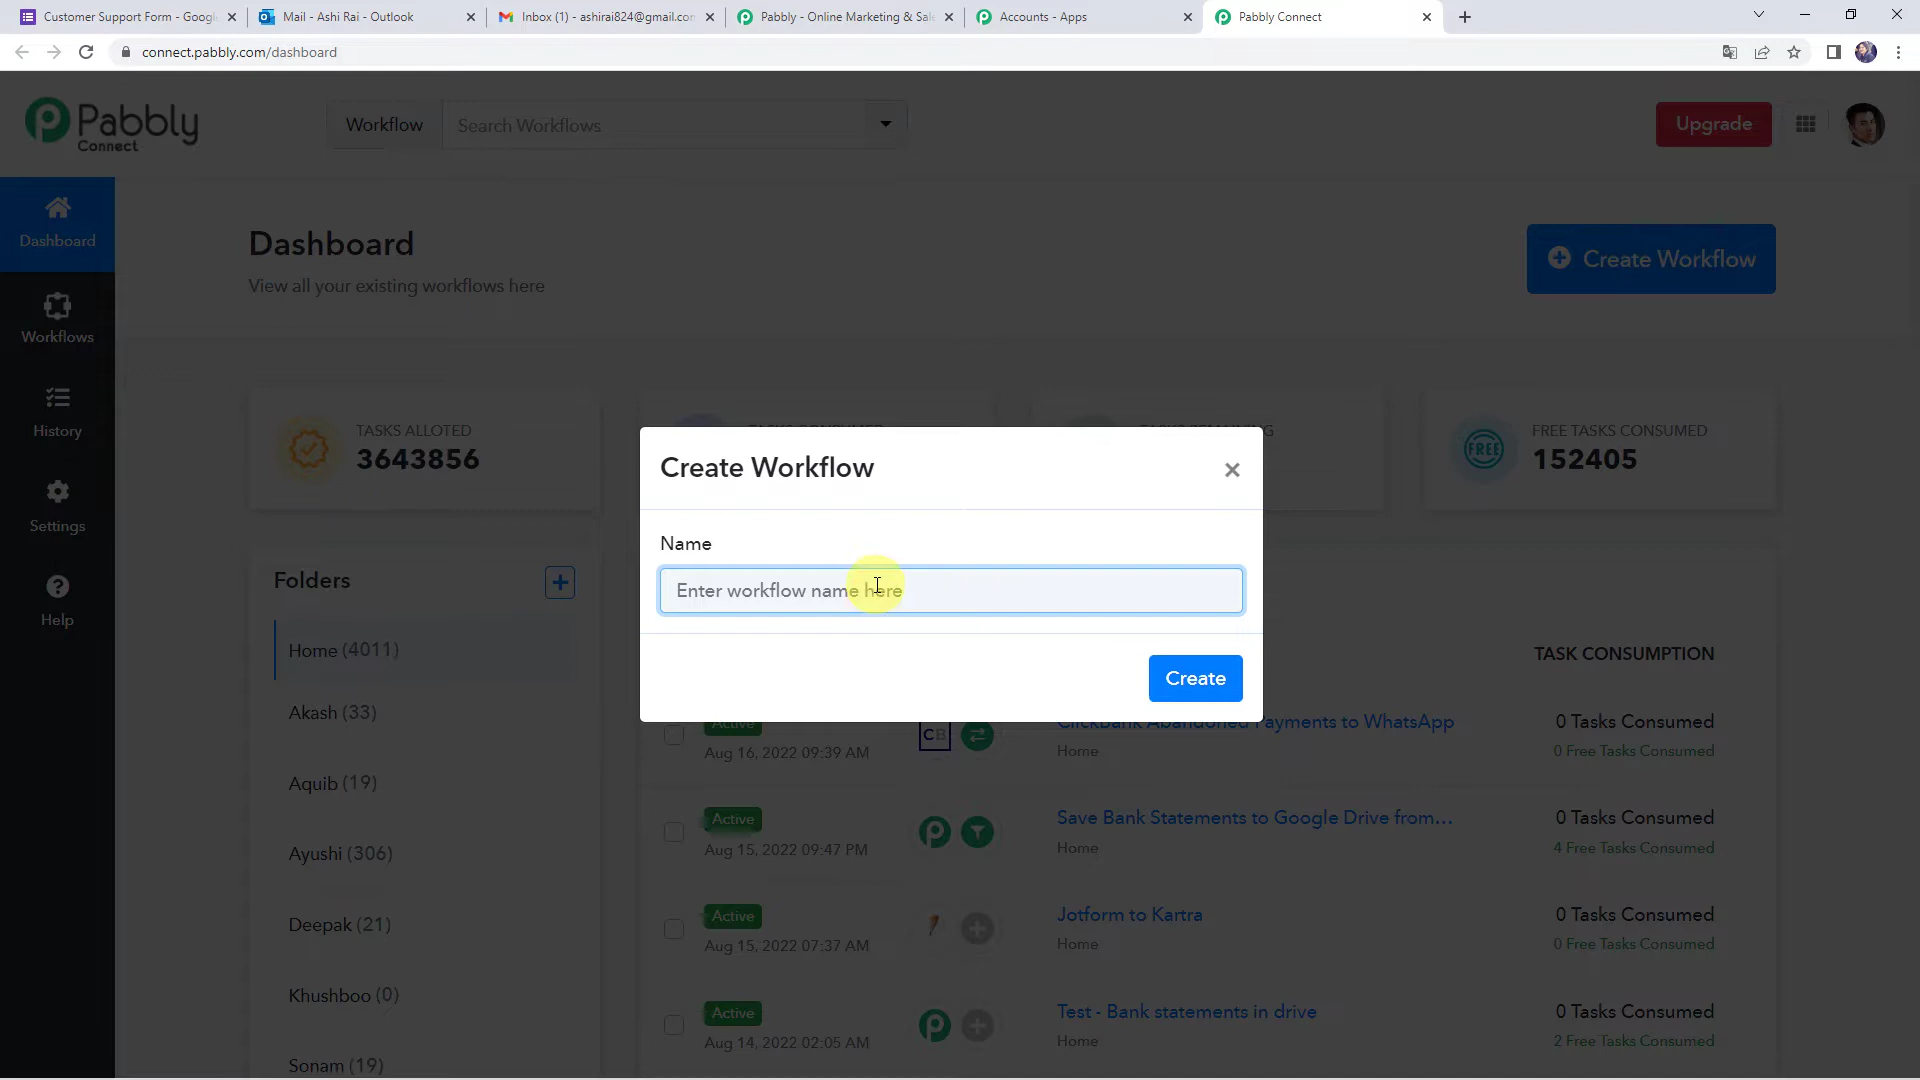 Customer Support Form - Googl
Mail - Ashi Rai - Outlook
Inbox (1) - ashirai824@gmail.com
Pabbly - Online Marketing & Sale
Accounts - Apps
Pabbly Connect
connect.pabbly.com/dashboard
Pabbly
Connect
Workflow
Search Workflows
Upgrade
Dashboard
Workflows
History
Settings
Help
Dashboard
View all your existing workflows here
Create Workflow
TASKS ALLOTED
3643856
TASKS CONSUMED
TASKS REMAINING
FREE
FREE TASKS CONSUMED
152405
Create Workflow
×
Name
Enter workflow name here
Create
Folders
Home (4011)
Akash (33)
Aquib (19)
Ayushi (306)
Deepak (21)
Khushboo (0)
Sonam (19)
TASK CONSUMPTION
Active
Aug 16, 2022 09:39 AM
CB
ClickBank Abandoned Payments to WhatsApp
Home
0 Tasks Consumed
0 Free Tasks Consumed
Active
Aug 15, 2022 09:47 PM
Save Bank Statements to Google Drive from...
Home
0 Tasks Consumed
4 Free Tasks Consumed
Active
Aug 15, 2022 07:37 AM
Jotform to Kartra
Home
0 Tasks Consumed
0 Free Tasks Consumed
Active
Aug 14, 2022 02:05 AM
Test - Bank statements in drive
Home
0 Tasks Consumed
2 Free Tasks Consumed